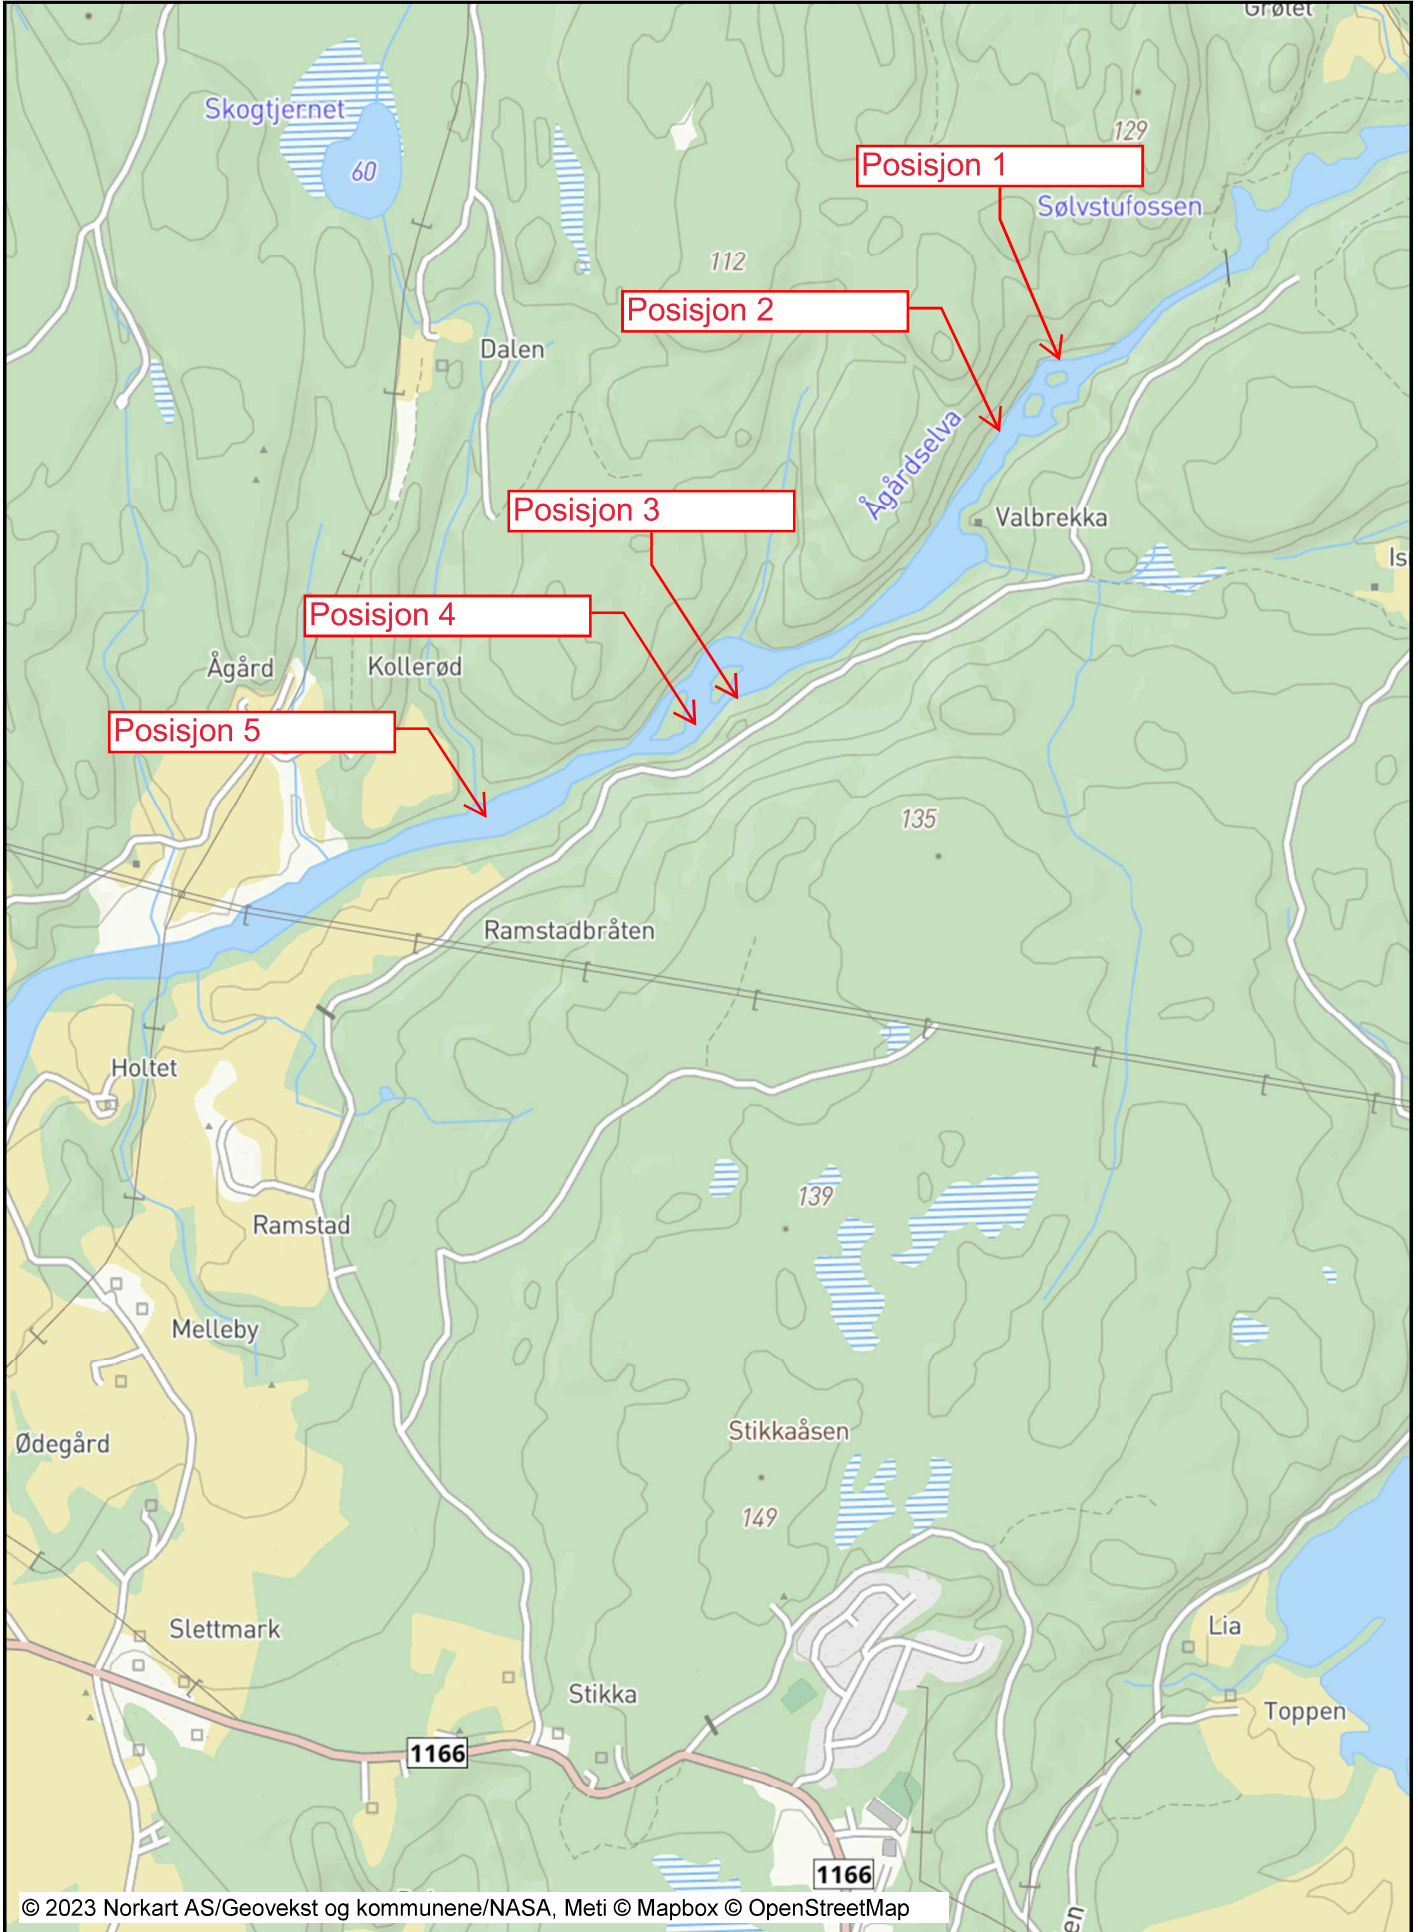 Grøtet
Skogtjernet
129
Posisjon 1
60
Sølvstufossen
112
Posisjon 2
Dalen
Ågårdselva
Posisjon 3
Valbrekka
Is
Posisjon 4
Ågård
Kollerød
Posisjon 5
135
Ramstadbråten
Holtet
139
Ramstad
Melleby
Stikkaåsen
Ødegård
149
Slettmark
Lia
Stikka
Toppen
1166
1166
en
© 2023 Norkart AS/Geovekst og kommunene/NASA, Meti © Mapbox © OpenStreetMap